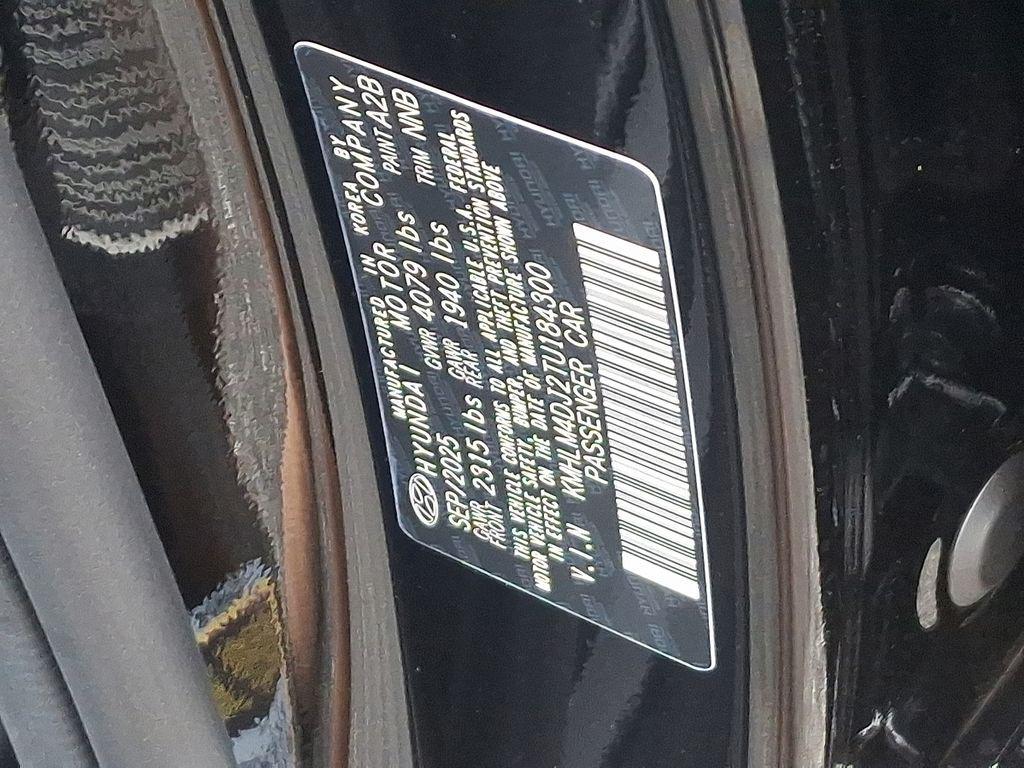 MANUFACTURED IN KOREA BY
HYUNDAI MOTOR COMPANY
SEP/2025 GVWR 4079 lbs PAINT A2B
GAWR FRONT 2315 lbs GAWR REAR 1940 lbs TRIM NNB
THIS VEHICLE CONFORMS TO ALL APPLICABLE U.S.A. FEDERAL
MOTOR VEHICLE SAFETY, BUMPER, AND THEFT PREVENTION STANDARDS
IN EFFECT ON THE DATE OF MANUFACTURE SHOWN ABOVE
V.I.N KMHLM4DJ2TU184300
PASSENGER CAR